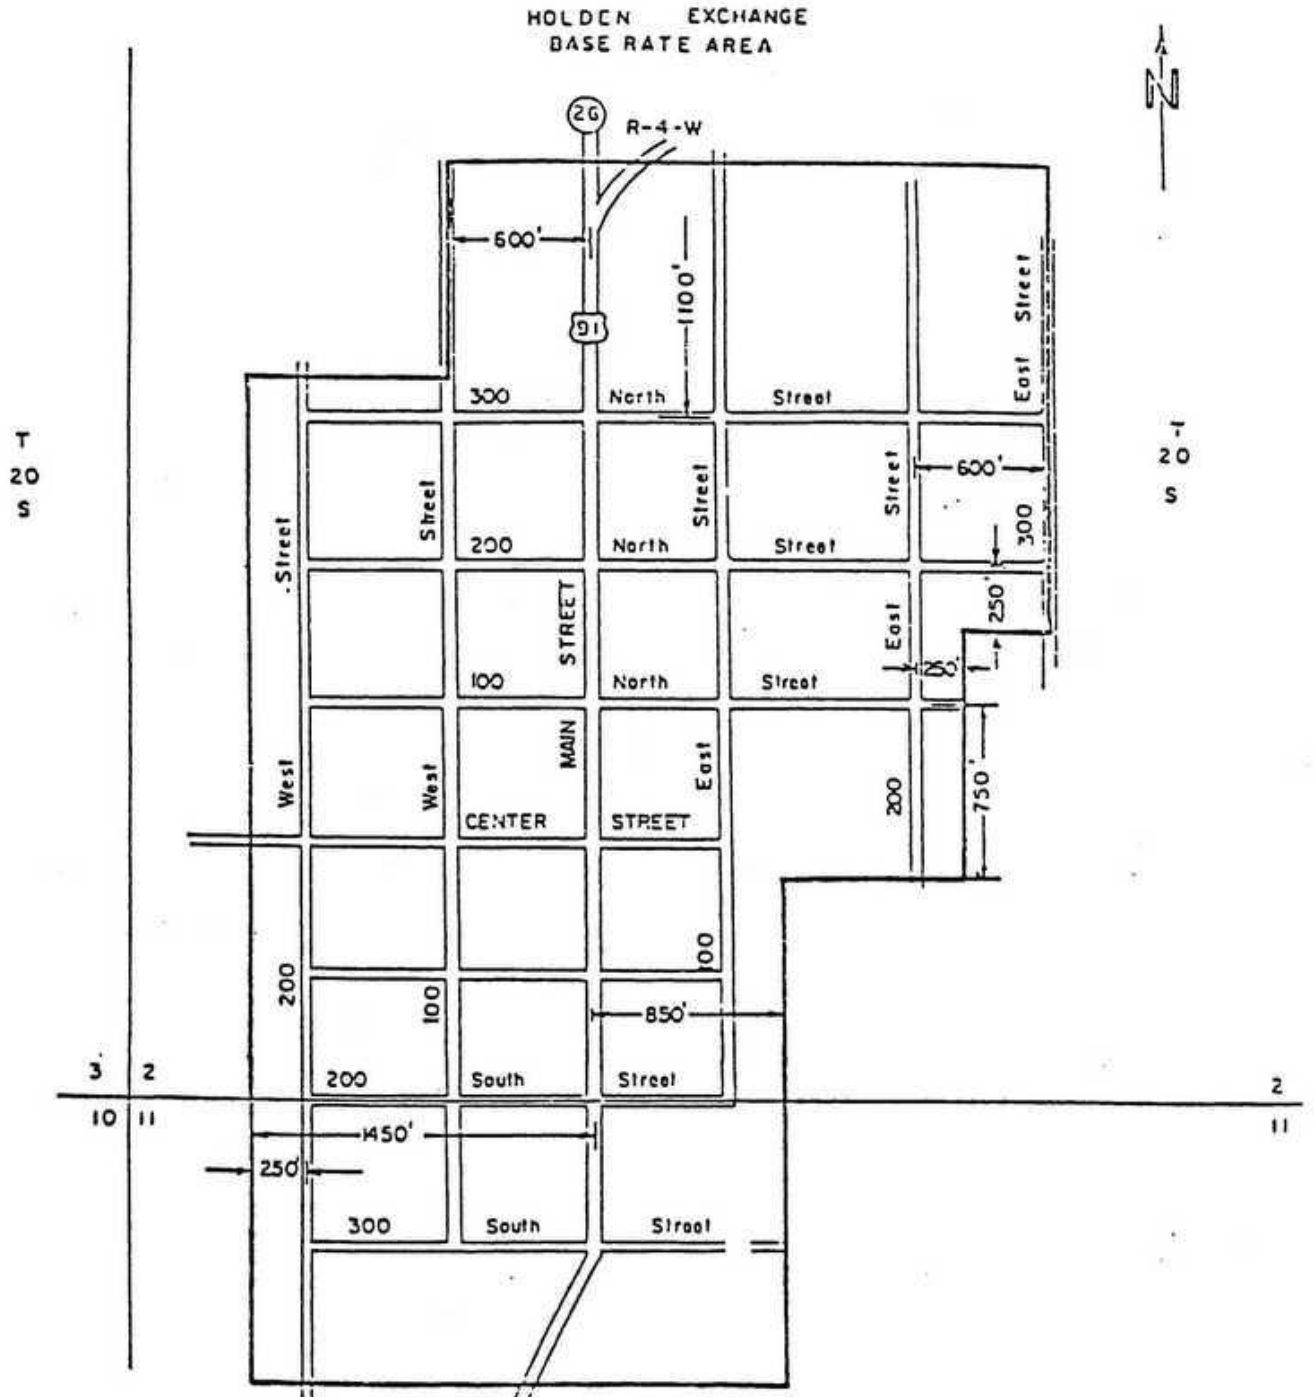 HOLDEN EXCHANGE
BASE RATE AREA
N
26
R-4-W
600'
1100'
91
East Street
300 North Street
T
20
S
T
20
S
600'
Street
Street
Street
Street
300
200 North Street
250'
STREET
East
250'
100 North Street
West
West
MAIN
East
200
750'
CENTER STREET
200
100
100
850'
3 2
200 South Street
2
10 11
11
1450'
250'
300 South Street